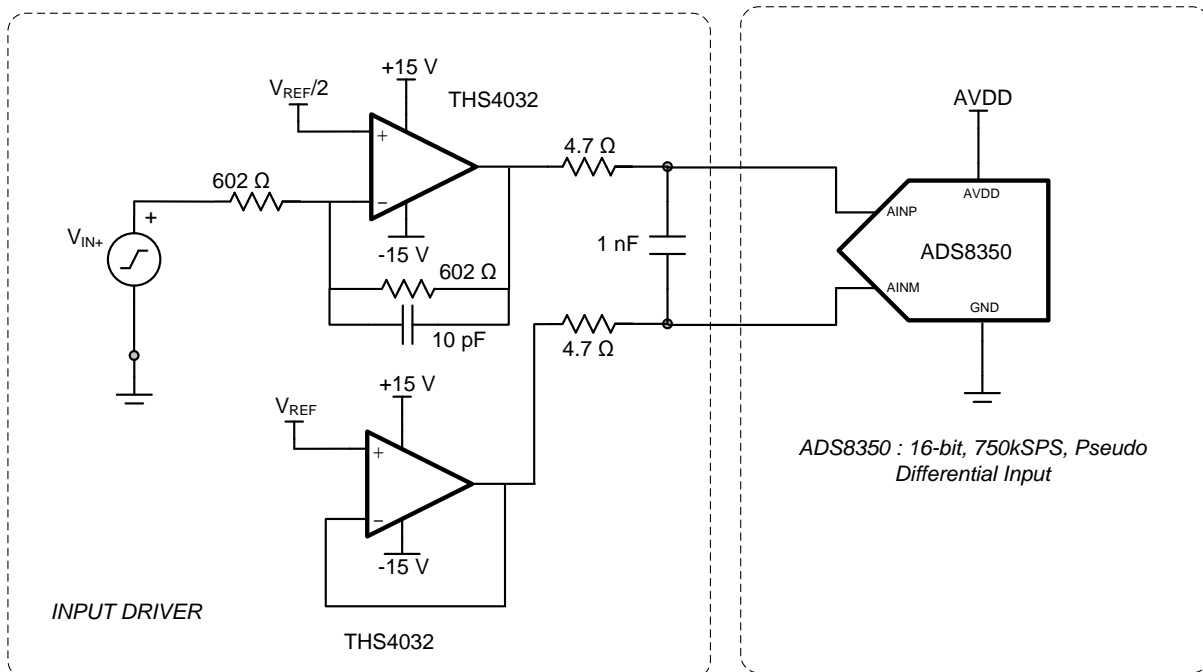 +15 V
V_REF/2
THS4032
+
−
602 Ω
+
V_IN+
-15 V
602 Ω
10 pF
4.7 Ω
1 nF
4.7 Ω
+15 V
V_REF
+
−
-15 V
THS4032
INPUT DRIVER
AVDD
AVDD
AINP
ADS8350
AINM
GND
ADS8350 : 16-bit, 750kSPS, Pseudo
Differential Input